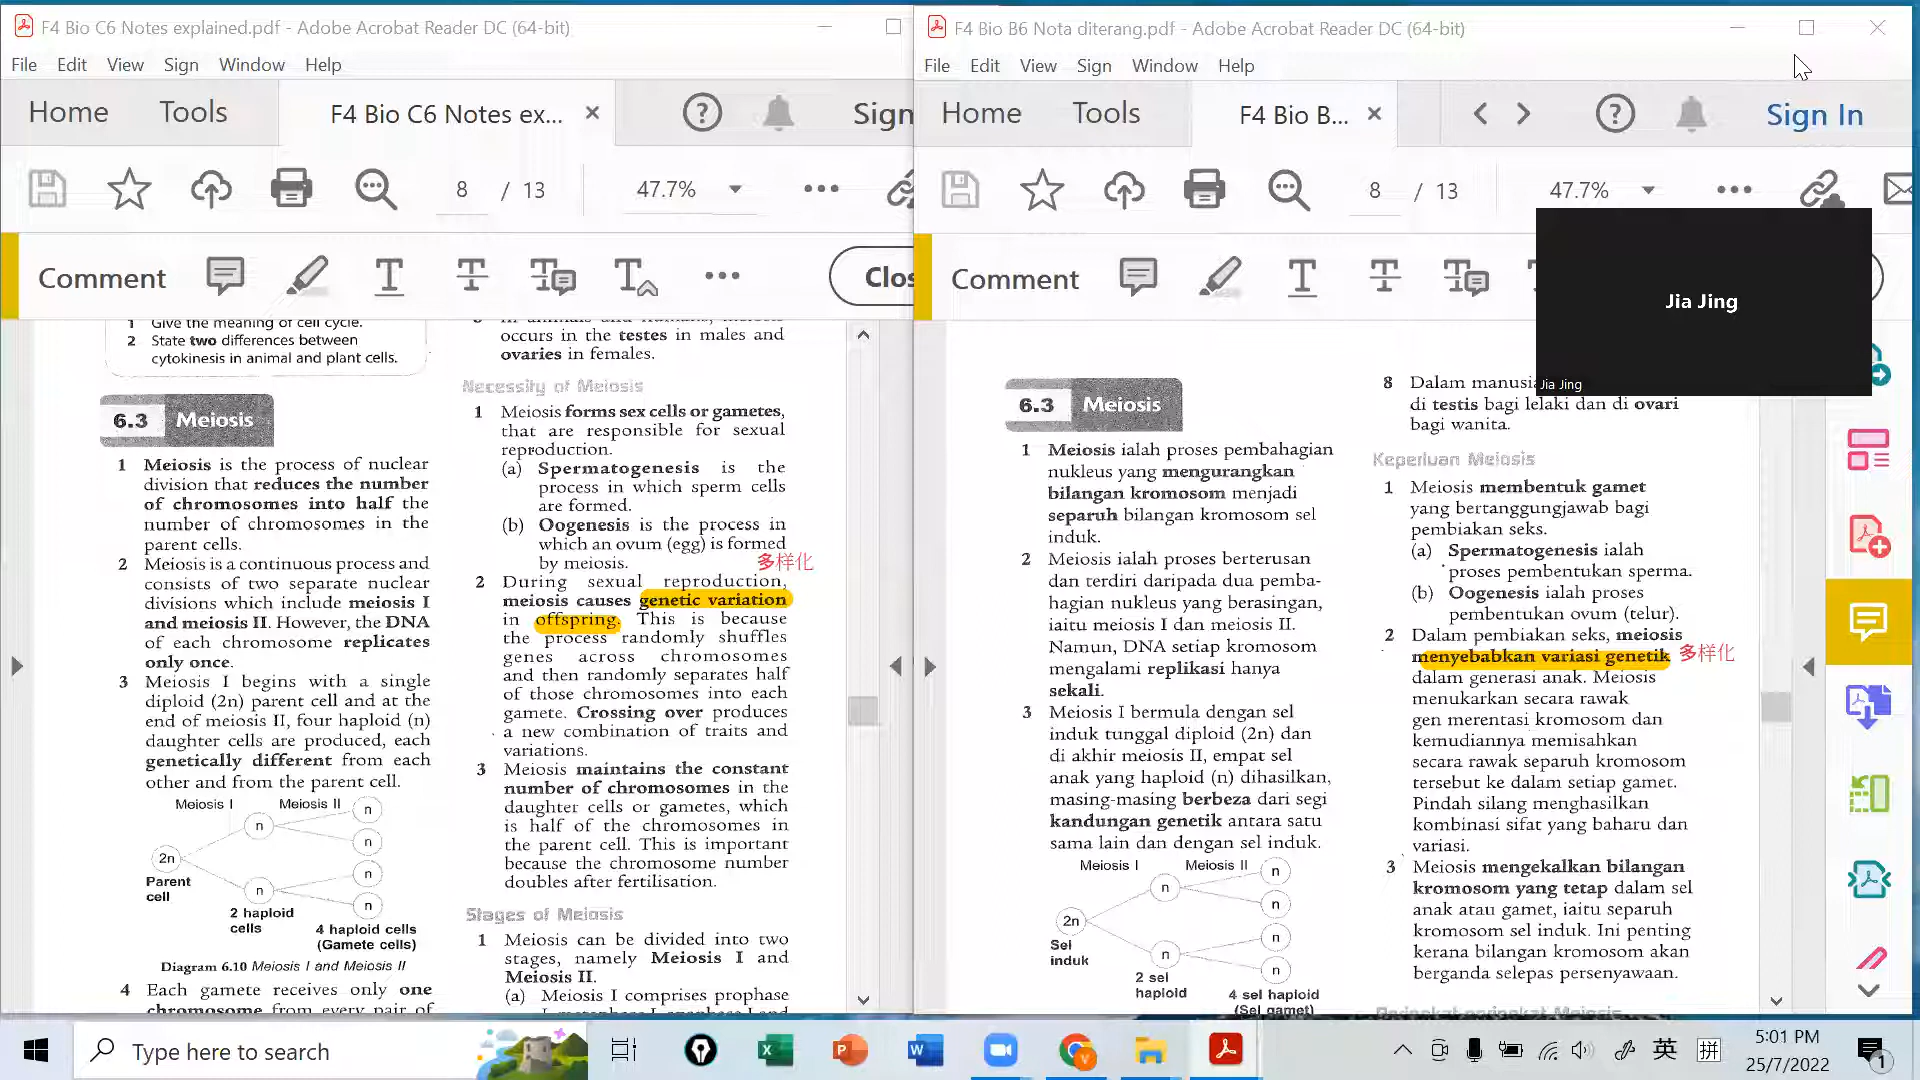 F4 Bio C6 Notes explained.pdf - Adobe Acrobat Reader DC (64-bit)
File Edit View Sign Window Help
Home Tools F4 Bio C6 Notes ex... Sign
8 / 13 47.7%
Comment Clos
1 Give the meaning of cell cycle.
2 State two differences between
cytokinesis in animal and plant cells.
6.3 Meiosis
1 Meiosis is the process of nuclear
division that reduces the number
of chromosomes into half the
number of chromosomes in the
parent cells.
2 Meiosis is a continuous process and
consists of two separate nuclear
divisions which include meiosis I
and meiosis II. However, the DNA
of each chromosome replicates
only once.
3 Meiosis I begins with a single
diploid (2n) parent cell and at the
end of meiosis II, four haploid (n)
daughter cells are produced, each
genetically different from each
other and from the parent cell.
Meiosis I Meiosis II
2n n n n n n n
Parent
cell
2 haploid
cells
4 haploid cells
(Gamete cells)
Diagram 6.10 Meiosis I and Meiosis II
4 Each gamete receives only one
chromosome from every pair of
occurs in the testes in males and
ovaries in females.
Necessity of Meiosis
1 Meiosis forms sex cells or gametes,
that are responsible for sexual
reproduction.
(a) Spermatogenesis is the
process in which sperm cells
are formed.
(b) Oogenesis is the process in
which an ovum (egg) is formed
by meiosis.
多样化
2 During sexual reproduction,
meiosis causes genetic variation
in offspring. This is because
the process randomly shuffles
genes across chromosomes
and then randomly separates half
of those chromosomes into each
gamete. Crossing over produces
a new combination of traits and
variations.
3 Meiosis maintains the constant
number of chromosomes in the
daughter cells or gametes, which
is half of the chromosomes in
the parent cell. This is important
because the chromosome number
doubles after fertilisation.
Stages of Meiosis
1 Meiosis can be divided into two
stages, namely Meiosis I and
Meiosis II.
(a) Meiosis I comprises prophase
F4 Bio B6 Nota diterang.pdf - Adobe Acrobat Reader DC (64-bit)
File Edit View Sign Window Help
Home Tools F4 Bio B... Sign In
8 / 13 47.7%
Comment
Jia Jing
Jia Jing
6.3 Meiosis
1 Meiosis ialah proses pembahagian
nukleus yang mengurangkan
bilangan kromosom menjadi
separuh bilangan kromosom sel
induk.
2 Meiosis ialah proses berterusan
dan terdiri daripada dua pemba-
hagian nukleus yang berasingan,
iaitu meiosis I dan meiosis II.
Namun, DNA setiap kromosom
mengalami replikasi hanya
sekali.
3 Meiosis I bermula dengan sel
induk tunggal diploid (2n) dan
di akhir meiosis II, empat sel
anak yang haploid (n) dihasilkan,
masing-masing berbeza dari segi
kandungan genetik antara satu
sama lain dan dengan sel induk.
Meiosis I Meiosis II
2n n n n n n n
Sel
induk
2 sel
haploid
4 sel haploid
(Sel gamet)
8 Dalam manusi
di testis bagi lelaki dan di ovari
bagi wanita.
Keperluan Meiosis
1 Meiosis membentuk gamet
yang bertanggungjawab bagi
pembiakan seks.
(a) Spermatogenesis ialah
proses pembentukan sperma.
(b) Oogenesis ialah proses
pembentukan ovum (telur).
2 Dalam pembiakan seks, meiosis
menyebabkan variasi genetik 多样化
dalam generasi anak. Meiosis
menukarkan secara rawak
gen merentasi kromosom dan
kemudiannya memisahkan
secara rawak separuh kromosom
tersebut ke dalam setiap gamet.
Pindah silang menghasilkan
kombinasi sifat yang baharu dan
variasi.
3 Meiosis mengekalkan bilangan
kromosom yang tetap dalam sel
anak atau gamet, iaitu separuh
kromosom sel induk. Ini penting
kerana bilangan kromosom akan
berganda selepas persenyawaan.
Type here to search
英 拼
5:01 PM
25/7/2022
1